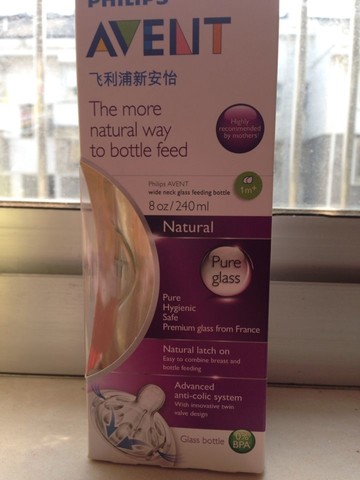 PHILIPS
AVENT
飞利浦新安怡
The more
natural way
to bottle feed
Highly
recommended
by mothers
Philips AVENT
wide neck glass feeding bottle
8 oz/240 ml
1m+
Natural
Pure
glass
Pure
Hygienic
Safe
Premium glass from France
Natural latch on
Easy to combine breast and
bottle feeding
Advanced
anti-colic system
With innovative twin
valve design
Glass bottle
0%
BPA